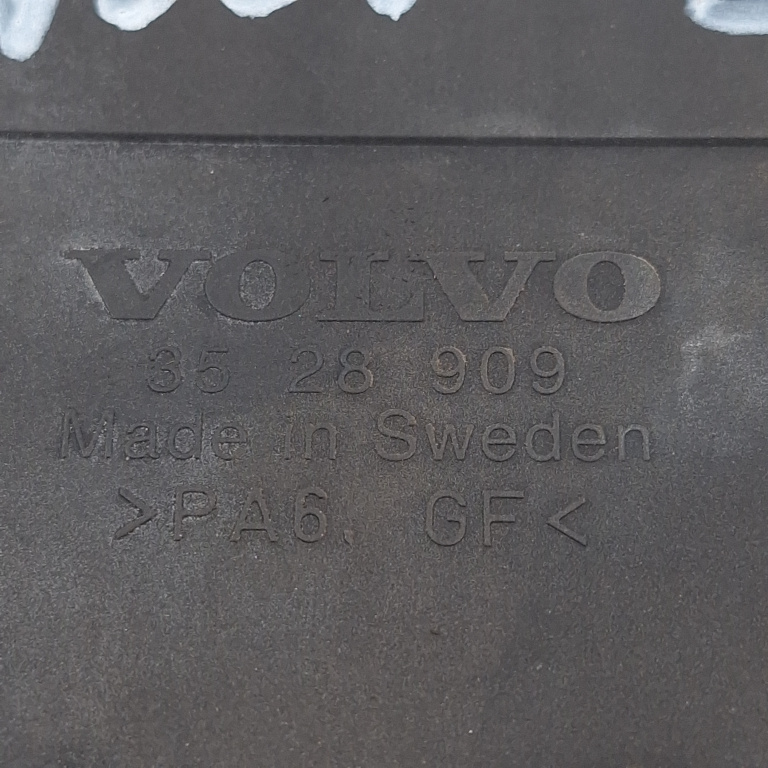 VOLVO
35 28 909
Made in Sweden
>PA6. GF<